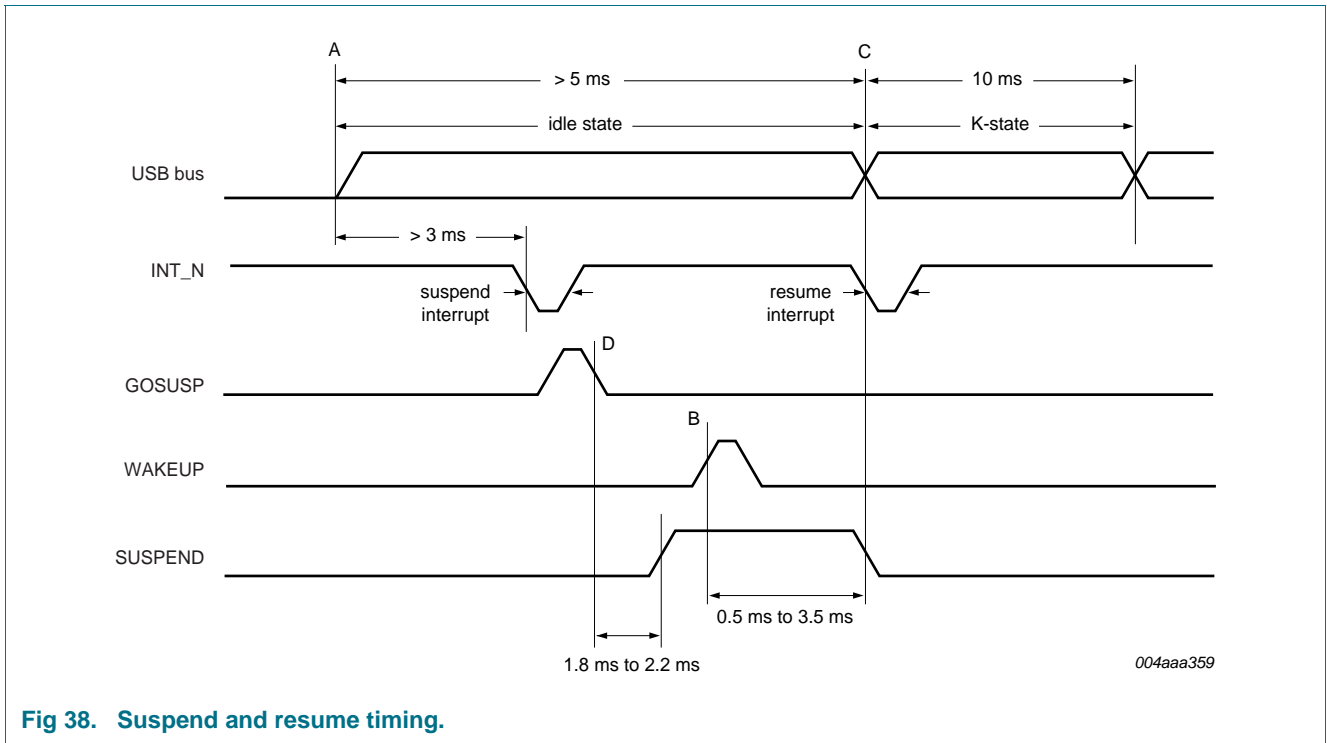 A
C
> 5 ms
10 ms
idle state
K-state
USB bus
> 3 ms
INT_N
suspend
interrupt
resume
interrupt
D
GOSUSP
B
WAKEUP
SUSPEND
0.5 ms to 3.5 ms
1.8 ms to 2.2 ms
004aaa359
Fig 38. Suspend and resume timing.